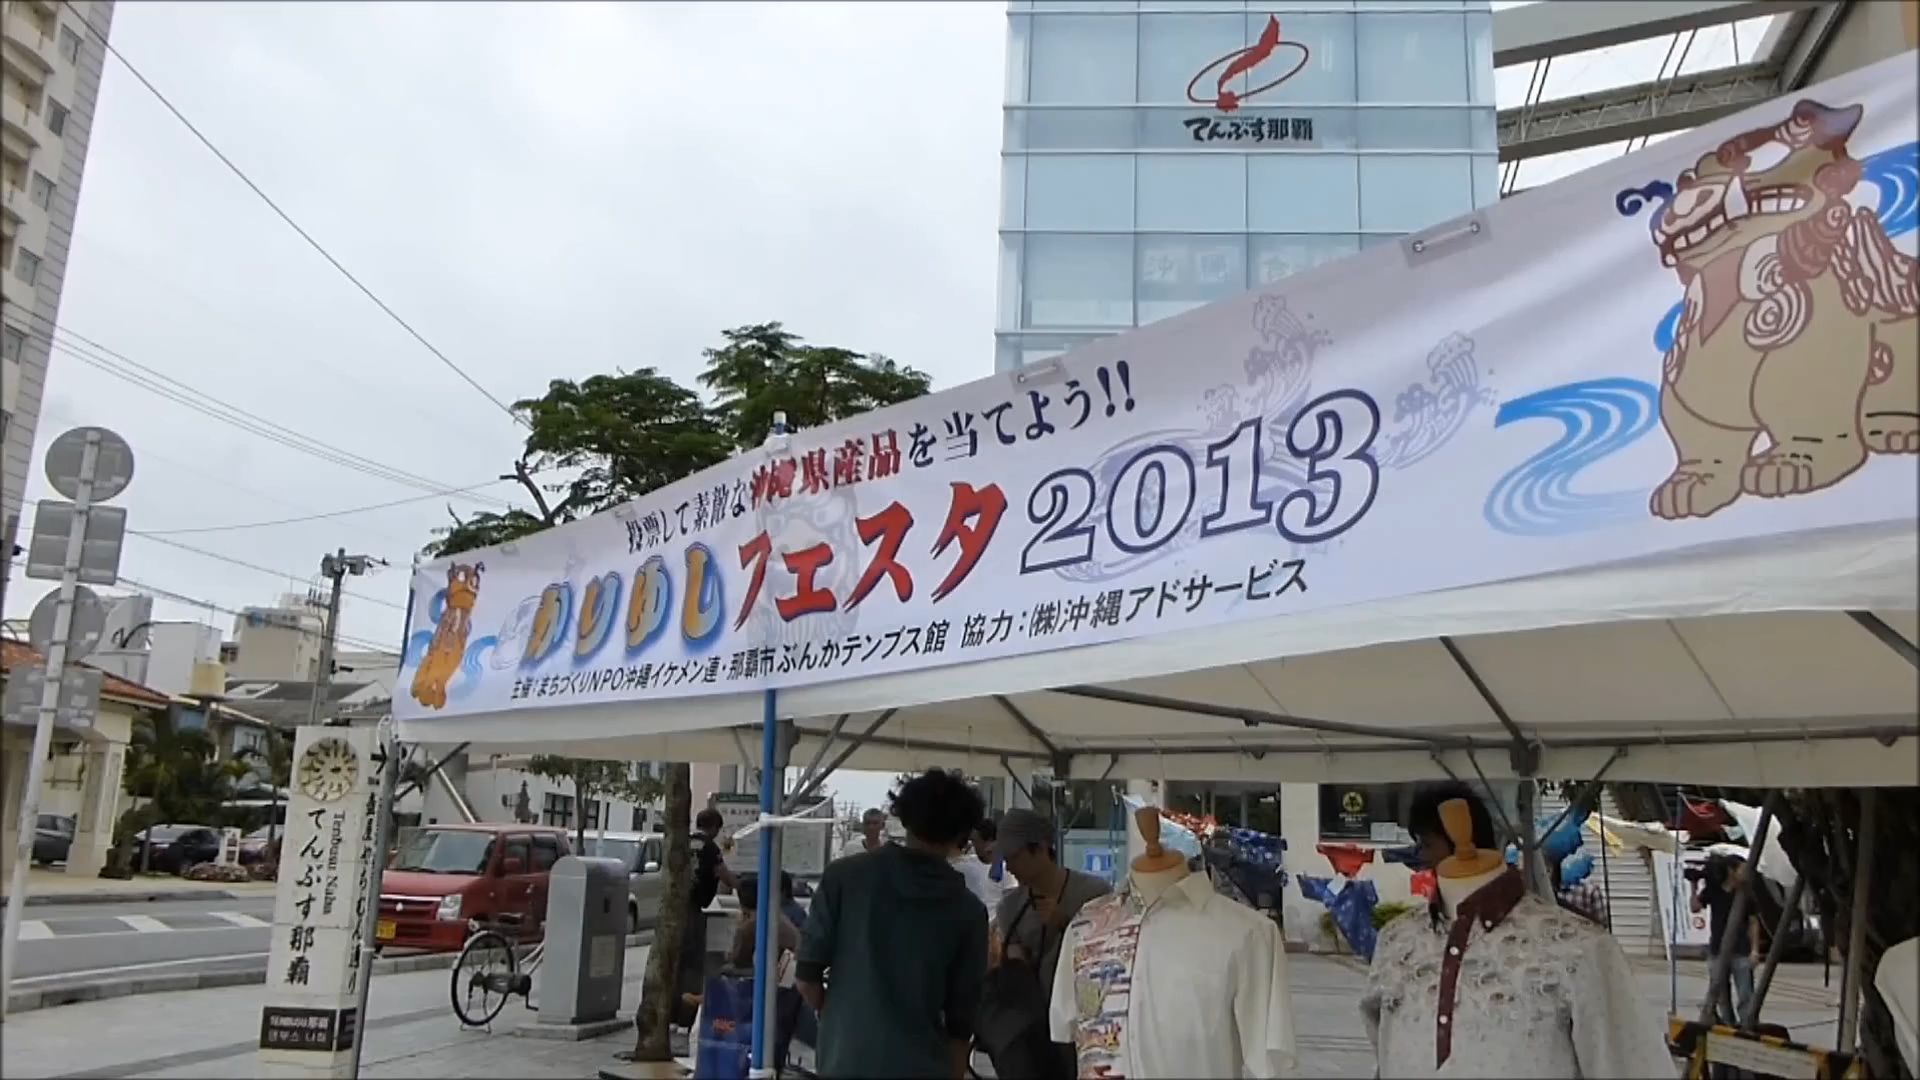 てんぶす那覇
投票して素敵な沖縄県産品を当てよう!!
かりゆしフェスタ2013
主催:まちづくりNPO沖縄イケメン連・那覇市ぶんかテンブス館 協力:(株)沖縄アドサービス
Tenbusu Naha
てんぶす那覇